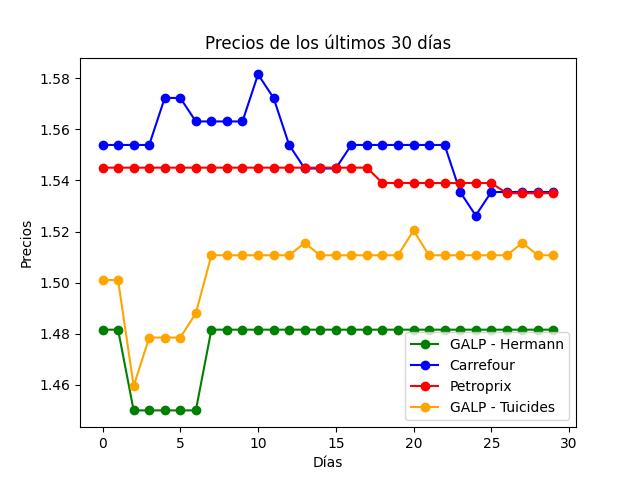 Precios de los últimos 30 días
Precios
1.58
1.56
1.54
1.52
1.50
1.48
1.46
0 5 10 15 20 25 30
Días
GALP - Hermann
Carrefour
Petroprix
GALP - Tuicides